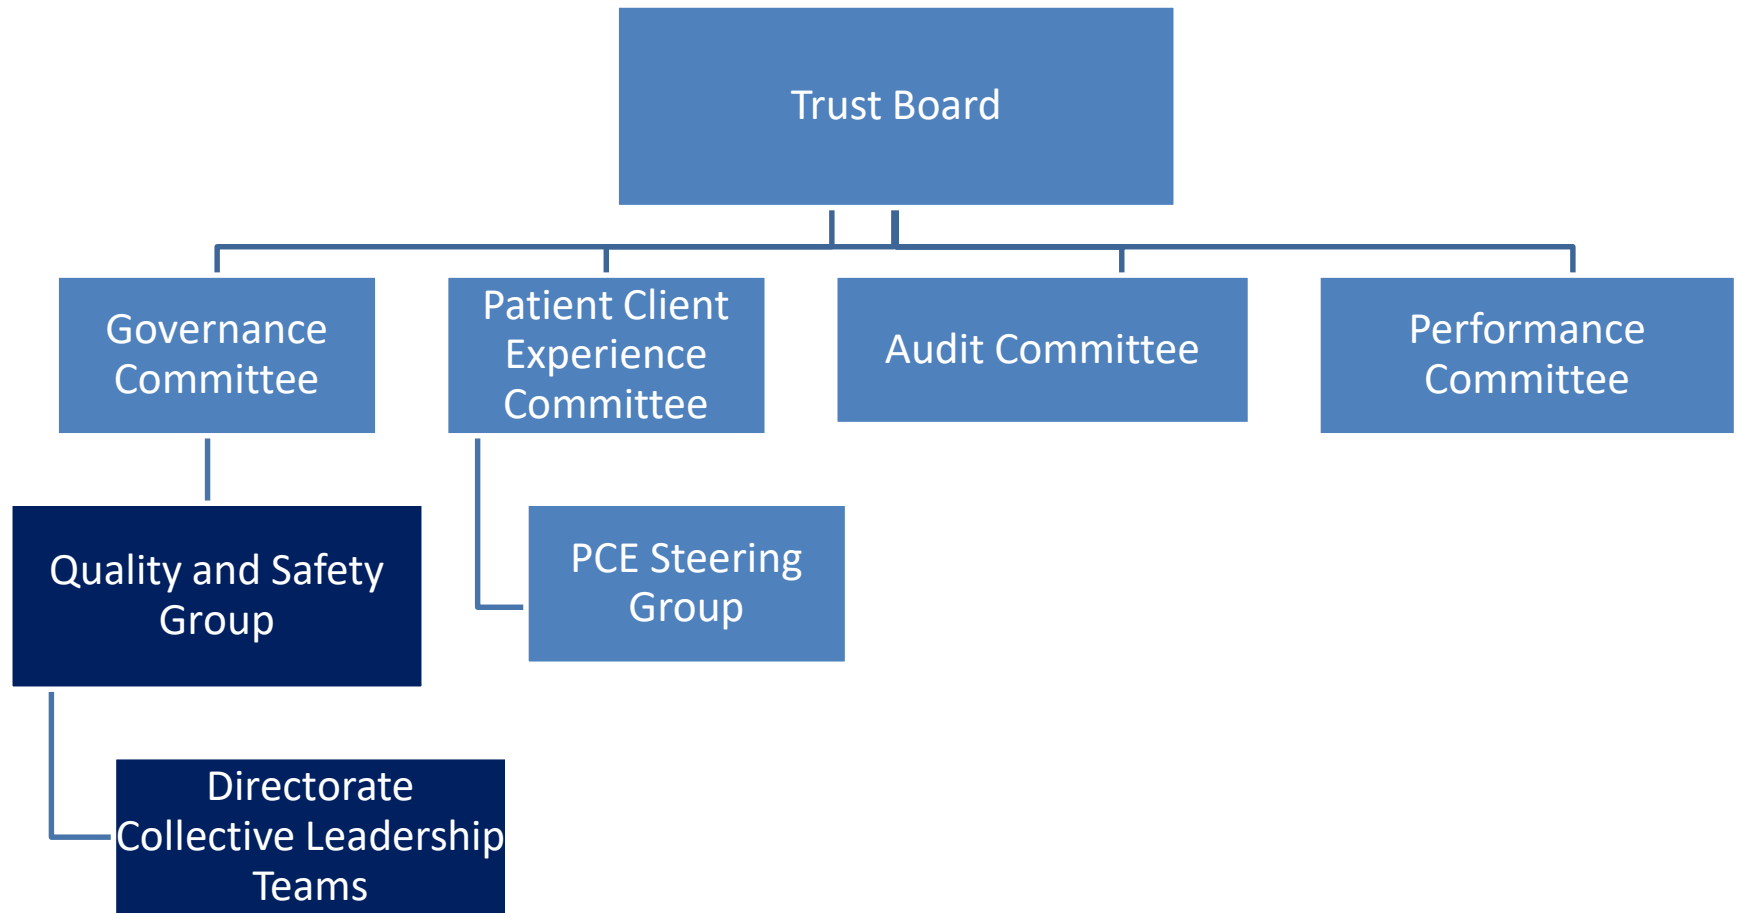 Trust Board
Governance
Committee
Patient Client
Experience
Committee
Audit Committee
Performance
Committee
Quality and Safety
Group
PCE Steering
Group
Directorate
Collective Leadership
Teams